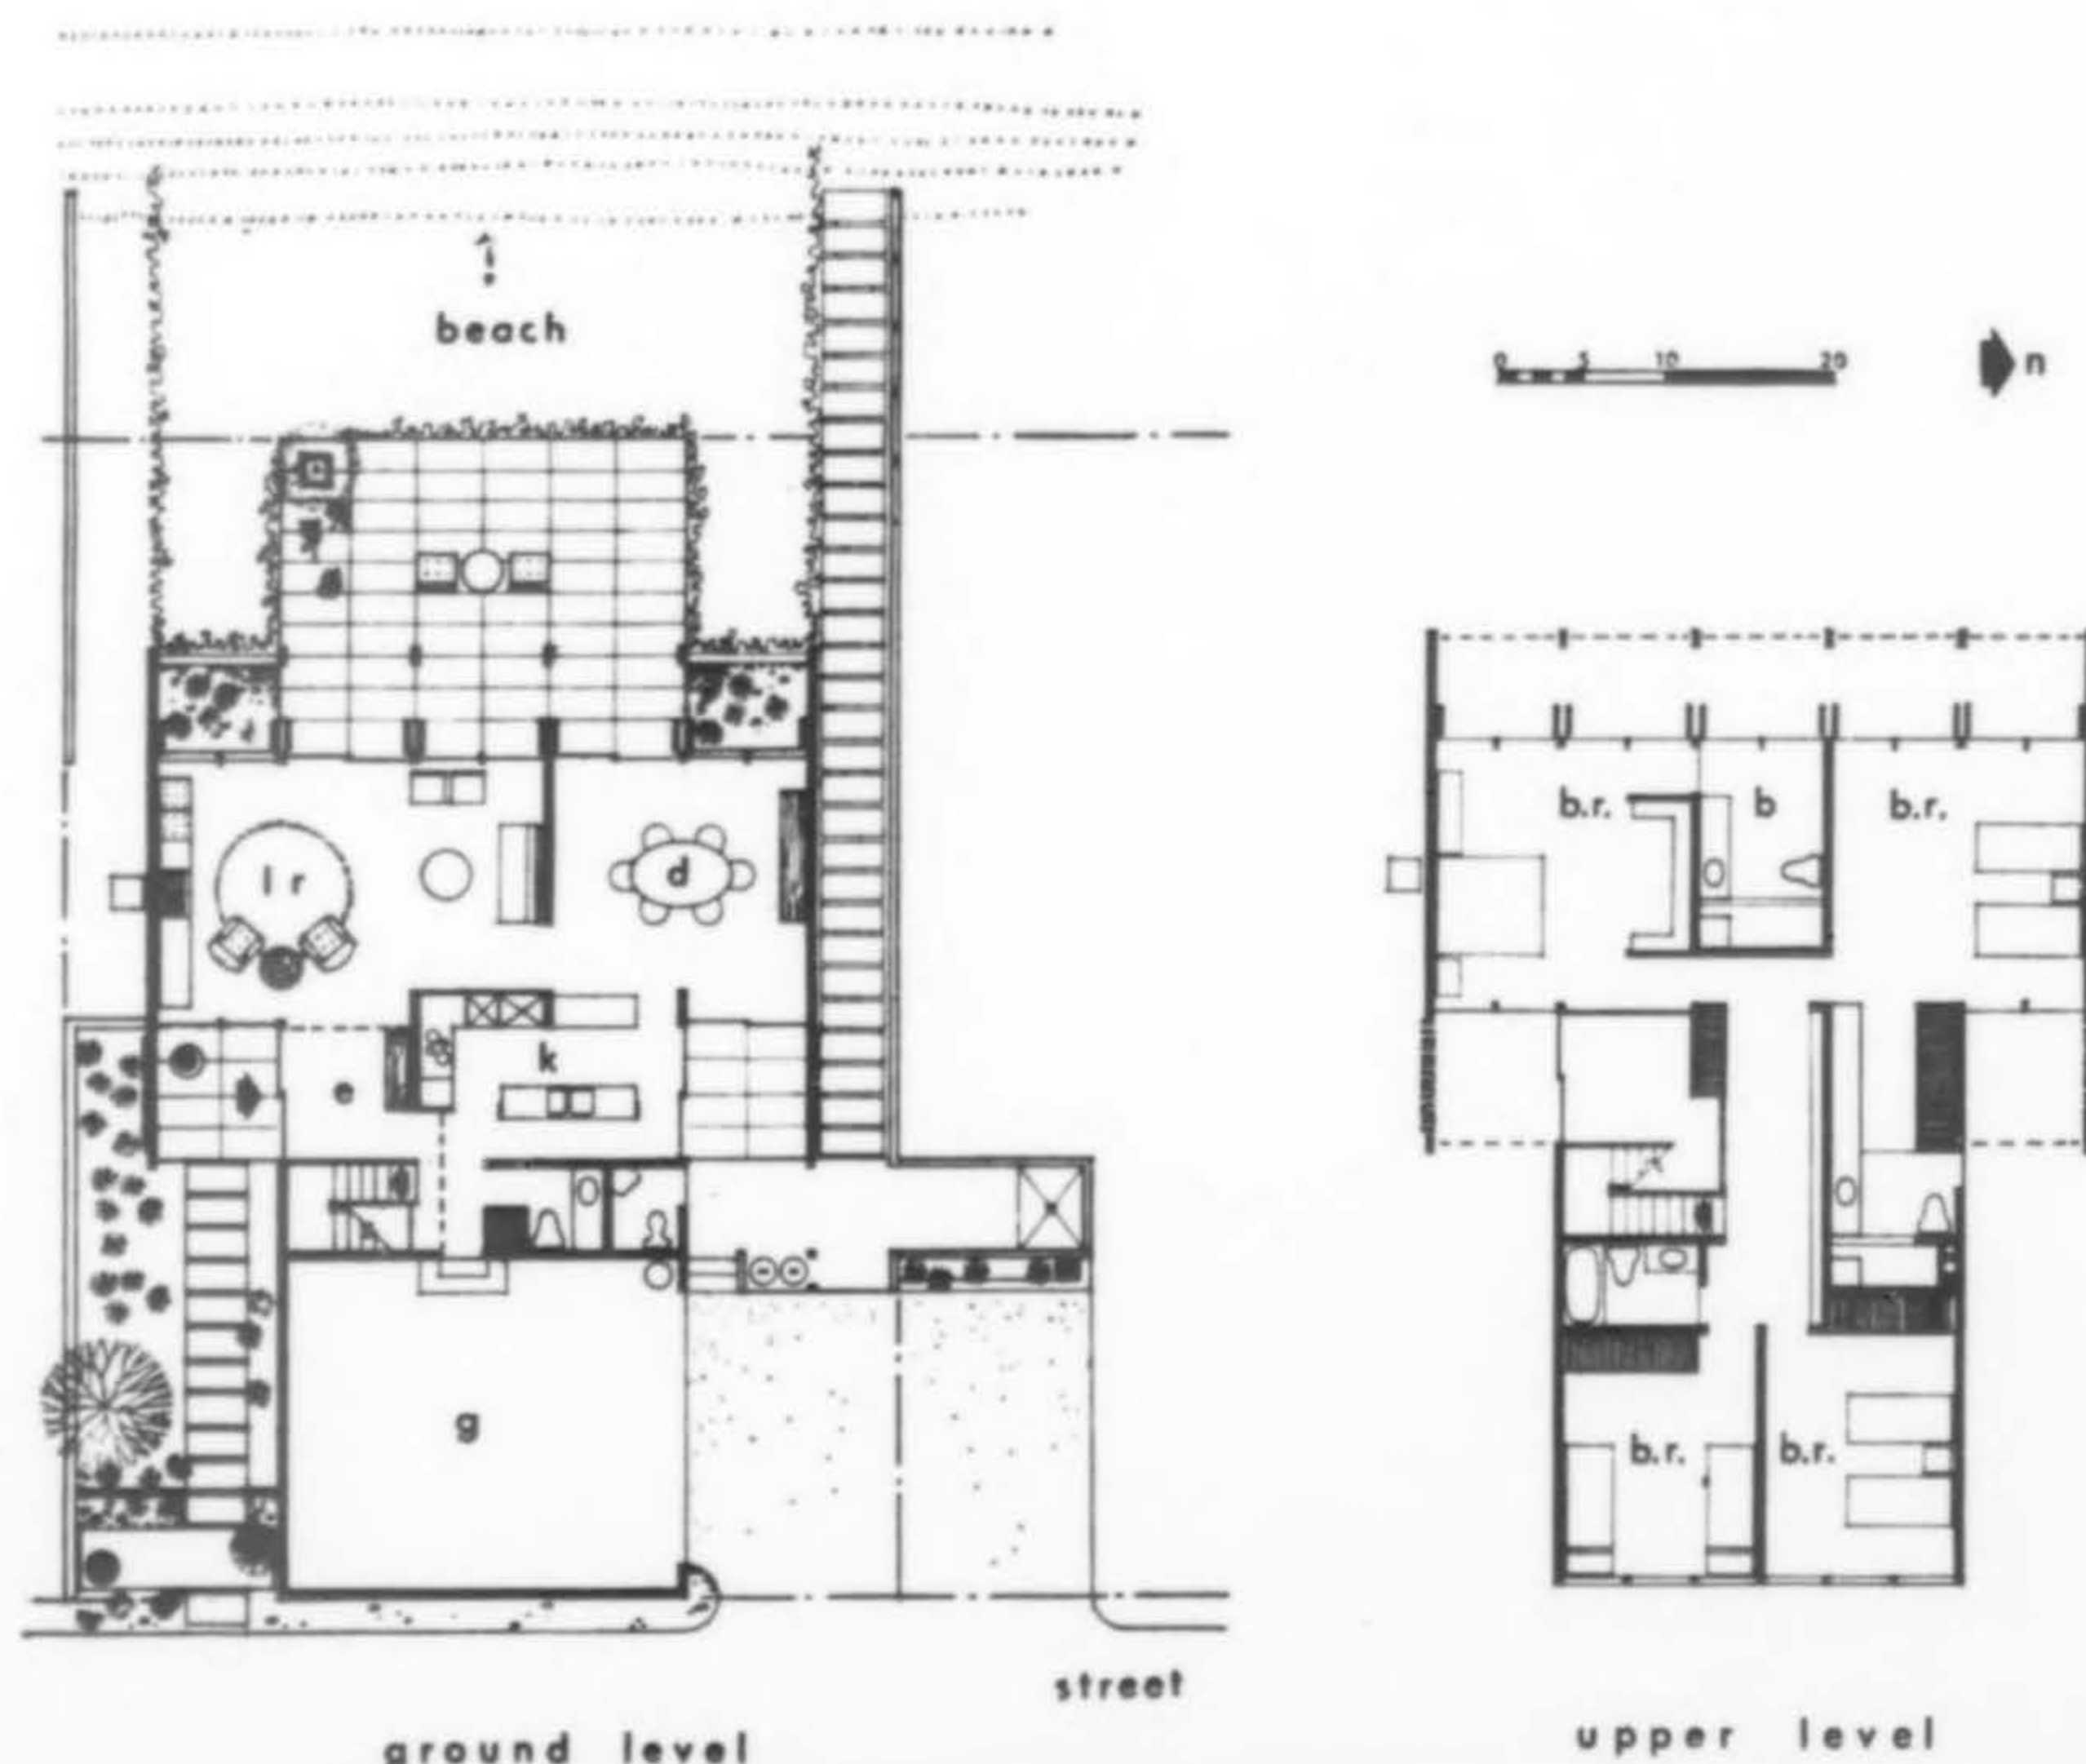 beach
0 5 10 20
n
l r
d
k
e
g
street
ground level
b.r. b b.r.
b.r. b.r.
upper level